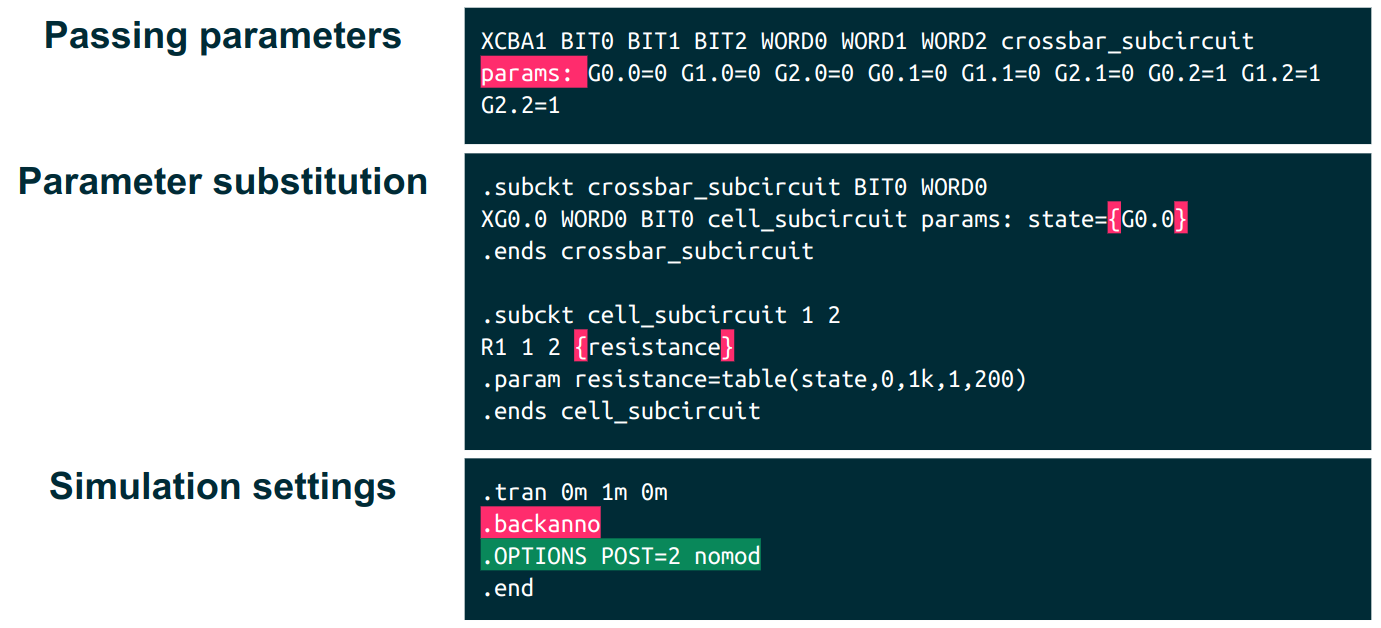 Passing parameters
XCBA1 BIT0 BIT1 BIT2 WORD0 WORD1 WORD2 crossbar_subcircuit
params: G0.0=0 G1.0=0 G2.0=0 G0.1=0 G1.1=0 G2.1=0 G0.2=1 G1.2=1
G2.2=1
Parameter substitution
.subckt crossbar_subcircuit BIT0 WORD0
XG0.0 WORD0 BIT0 cell_subcircuit params: state={G0.0}
.ends crossbar_subcircuit
.subckt cell_subcircuit 1 2
R1 1 2 {resistance}
.param resistance=table(state,0,1k,1,200)
.ends cell_subcircuit
Simulation settings
.tran 0m 1m 0m
.backanno
.OPTIONS POST=2 nomod
.end